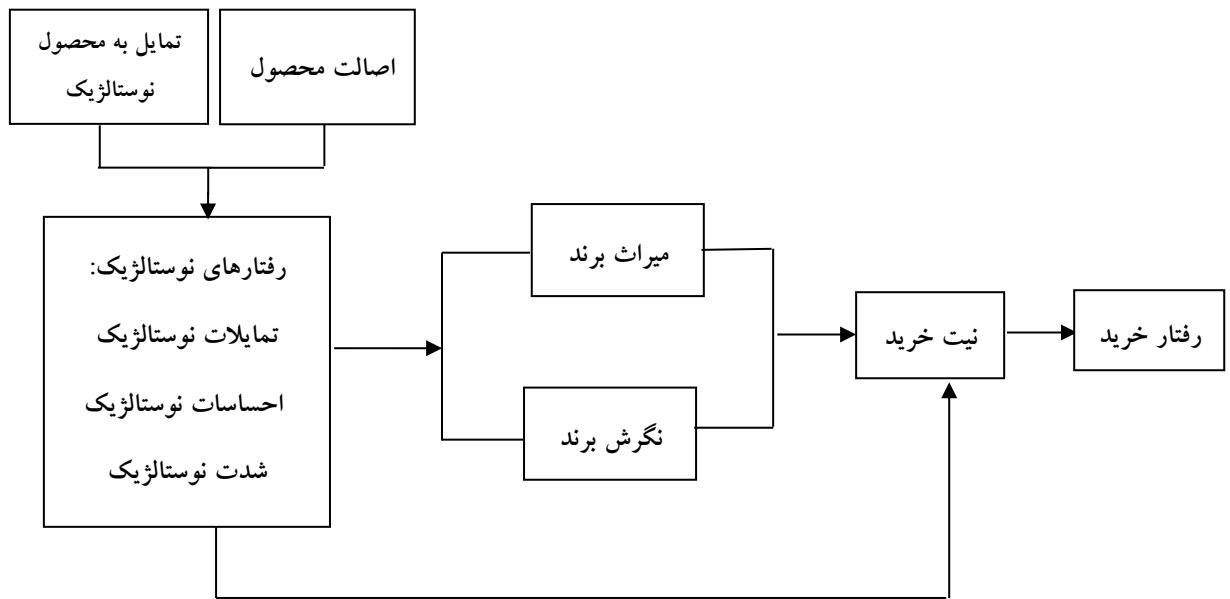 تمایل به محصول
نوستالژیک
اصالت محصول
رفتارهای نوستالژیک:
تمایلات نوستالژیک
احساسات نوستالژیک
شدت نوستالژیک
میراث برند
نگرش برند
نیت خرید
رفتار خرید